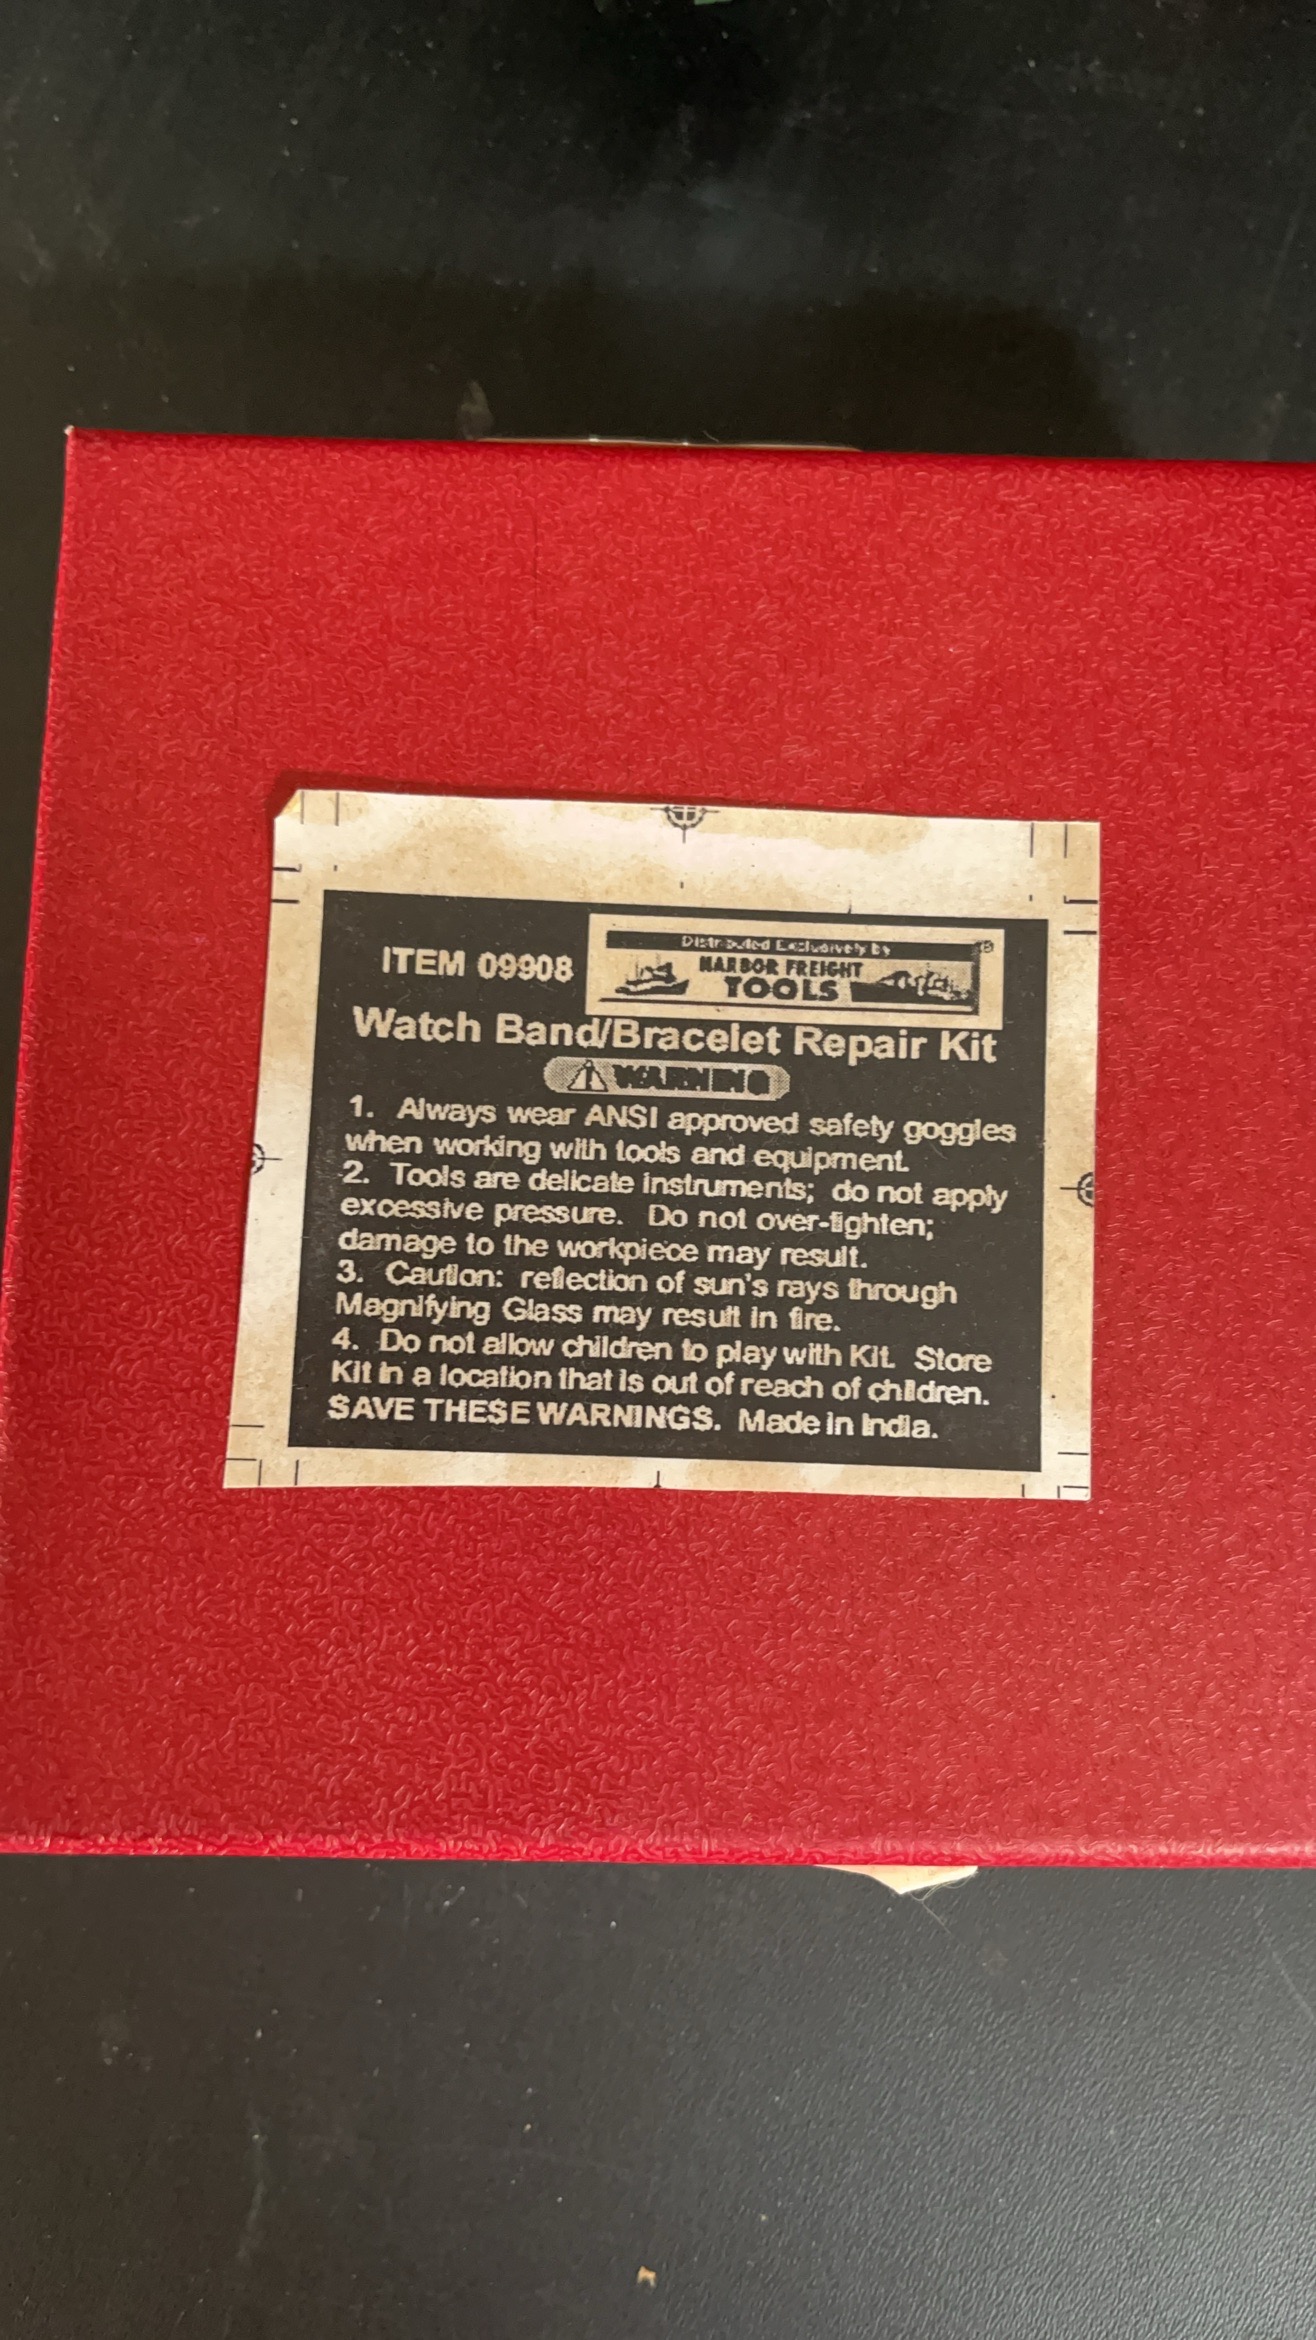 ITEM 09908
Distributed Exclusively by
HARBOR FREIGHT
TOOLS
®
Watch Band/Bracelet Repair Kit
WARNING
1. Always wear ANSI approved safety goggles
when working with tools and equipment.
2. Tools are delicate instruments; do not apply
excessive pressure. Do not over-tighten;
damage to the workpiece may result.
3. Caution: reflection of sun's rays through
Magnifying Glass may result in fire.
4. Do not allow children to play with Kit. Store
Kit in a location that is out of reach of children.
SAVE THESE WARNINGS. Made in India.